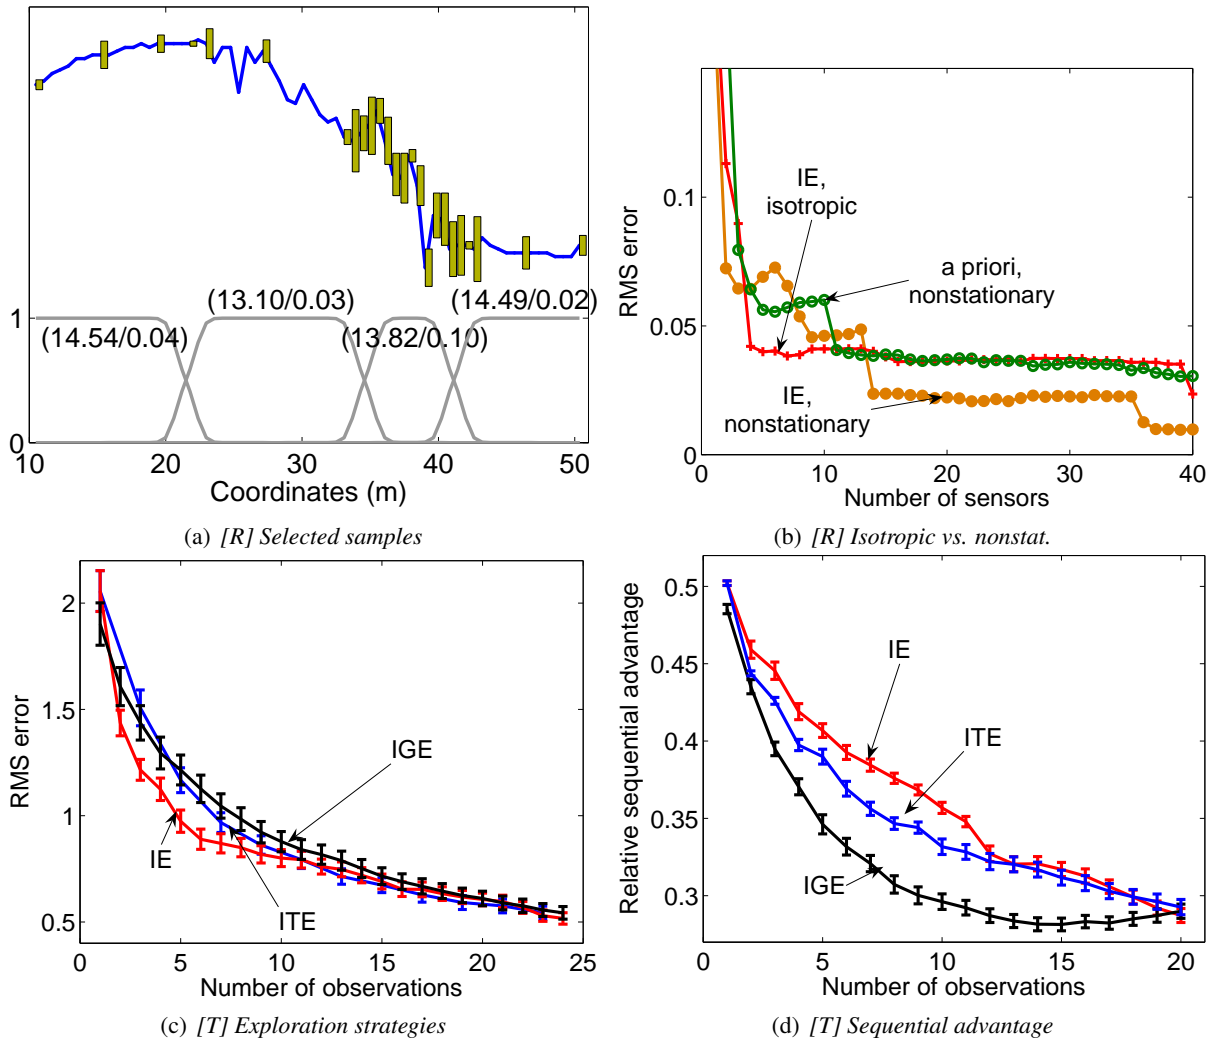 (13.10/0.03)
(14.49/0.02)
(14.54/0.04)
(13.82/0.10)
1
0
10
20
30
40
50
Coordinates (m)
(a) [R] Selected samples
RMS error
0.1
0.05
0
IE,
isotropic
a priori,
nonstationary
IE,
nonstationary
0
10
20
30
40
Number of sensors
(b) [R] Isotropic vs. nonstat.
RMS error
2
1.5
1
0.5
IGE
IE
ITE
0
5
10
15
20
25
Number of observations
(c) [T] Exploration strategies
Relative sequential advantage
0.5
0.45
0.4
0.35
0.3
IE
ITE
IGE
0
5
10
15
20
Number of observations
(d) [T] Sequential advantage